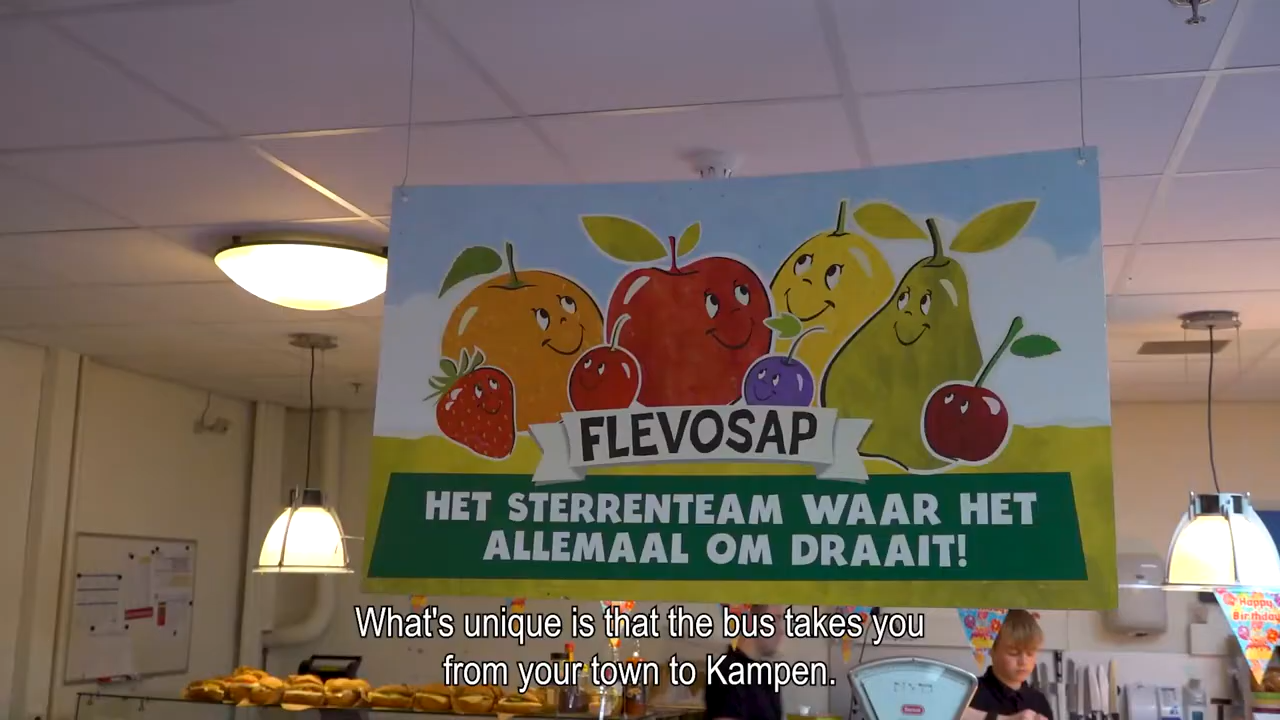 FLEVOSAP
HET STERRENTEAM WAAR HET
ALLEMAAL OM DRAAIT!
Happy
Birthday
What's unique is that the bus takes you
from your town to Kampen.